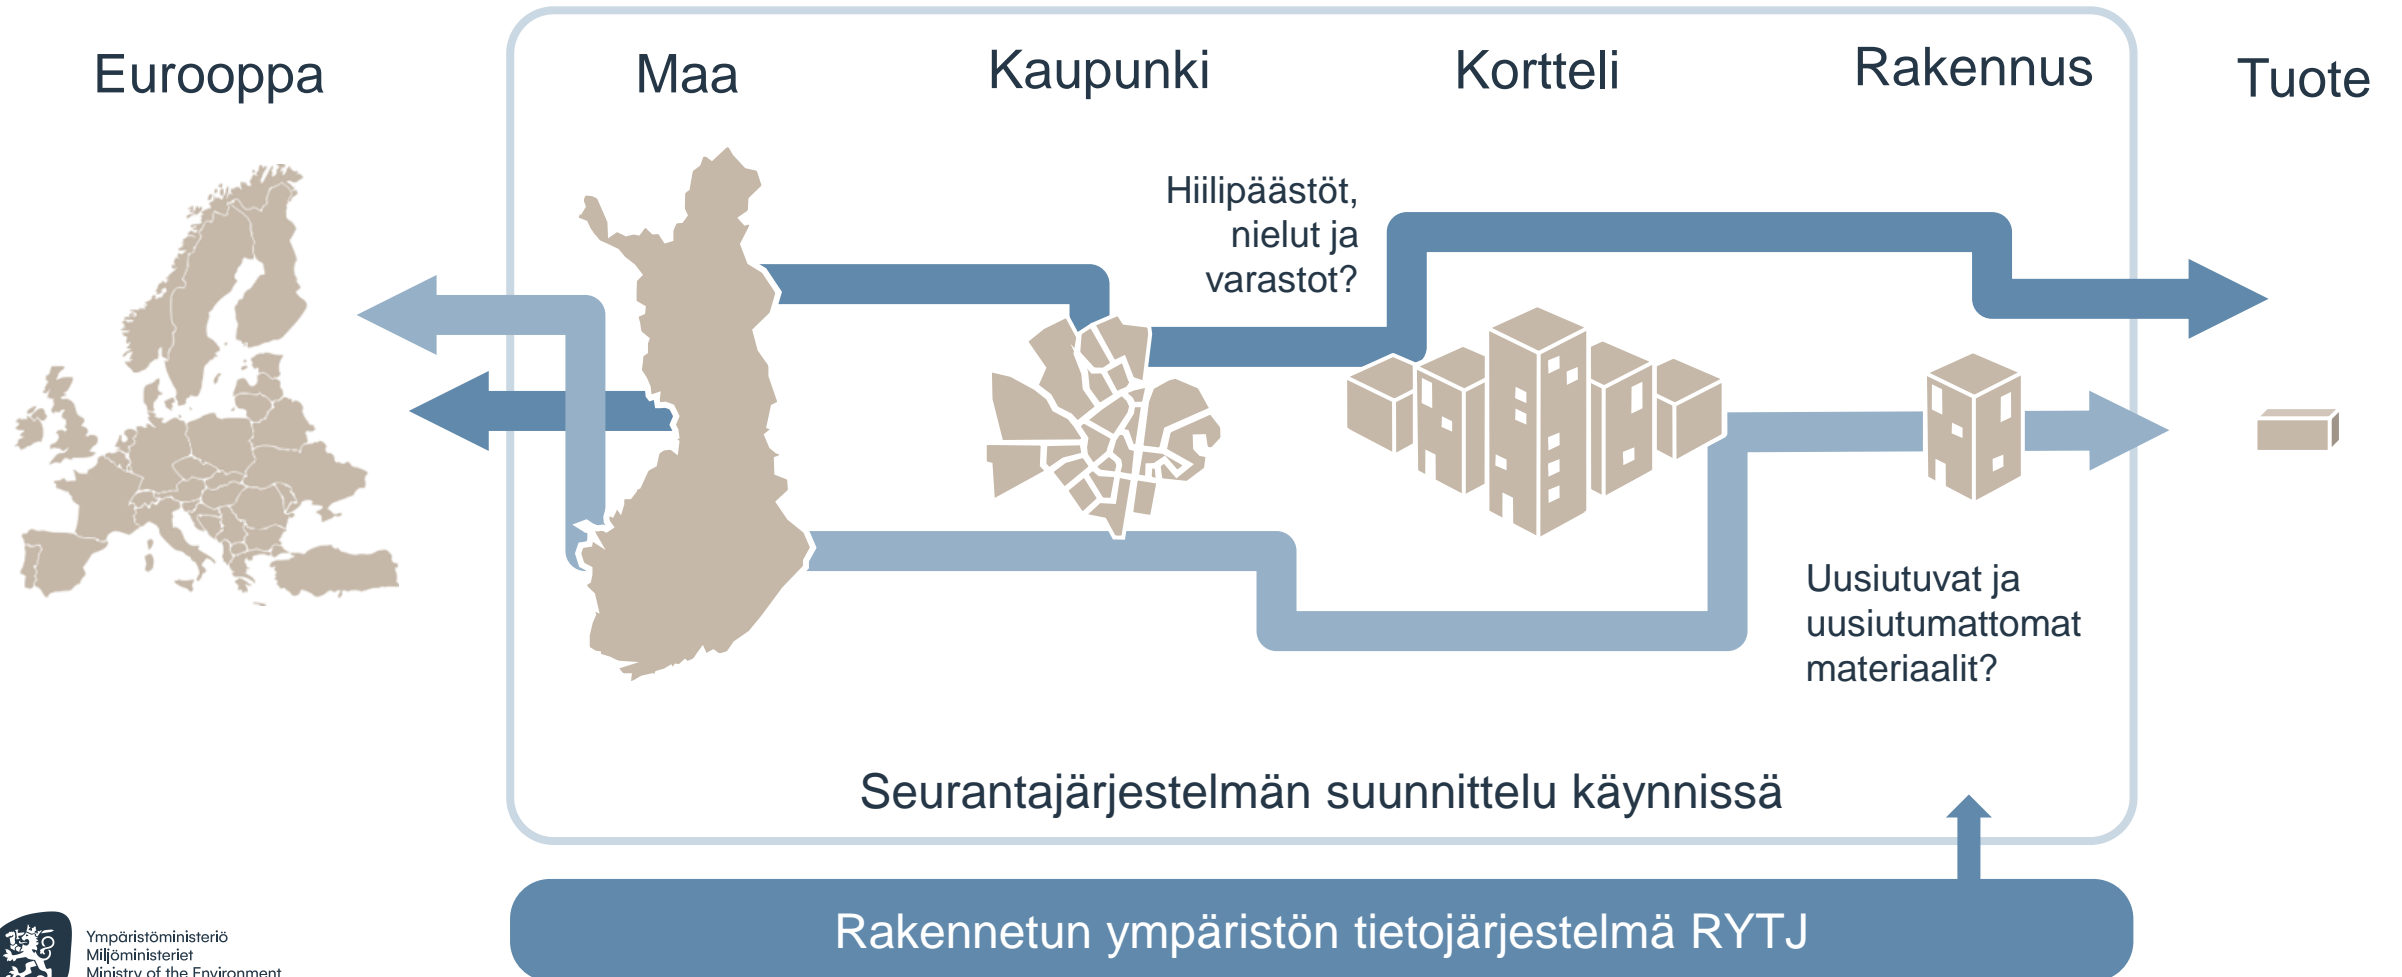 Eurooppa
Maa
Kaupunki
Kortteli
Rakennus
Tuote
Hiilipäästöt,
nielut ja
varastot?
Uusiutuvat ja
uusiutumattomat
materiaalit?
Seurantajärjestelmän suunnittelu käynnissä
Rakennetun ympäristön tietojärjestelmä RYTJ
Ympäristöministeriö
Miljöministeriet
Ministry of the Environment